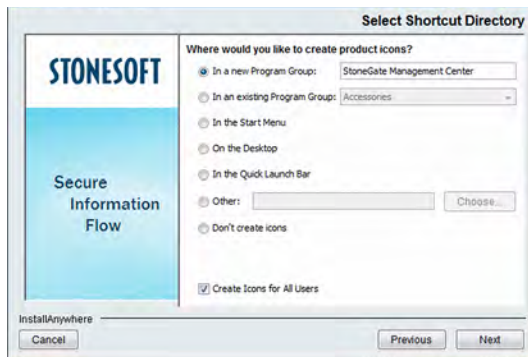 Select Shortcut Directory
STONESOFT
Secure
Information
Flow
Where would you like to create product icons?
In a new Program Group: StoneGate Management Center
In an existing Program Group: Accessories
In the Start Menu
On the Desktop
In the Quick Launch Bar
Other: Choose...
Don't create icons
Create Icons for All Users
InstallAnywhere
Cancel Previous Next